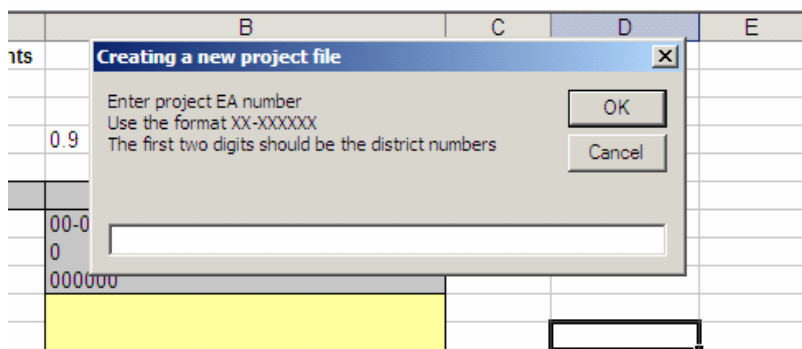 B C D E
nts
Creating a new project file
Enter project EA number
Use the format XX-XXXXXX
The first two digits should be the district numbers
OK
Cancel
0.9
00-0
0
000000